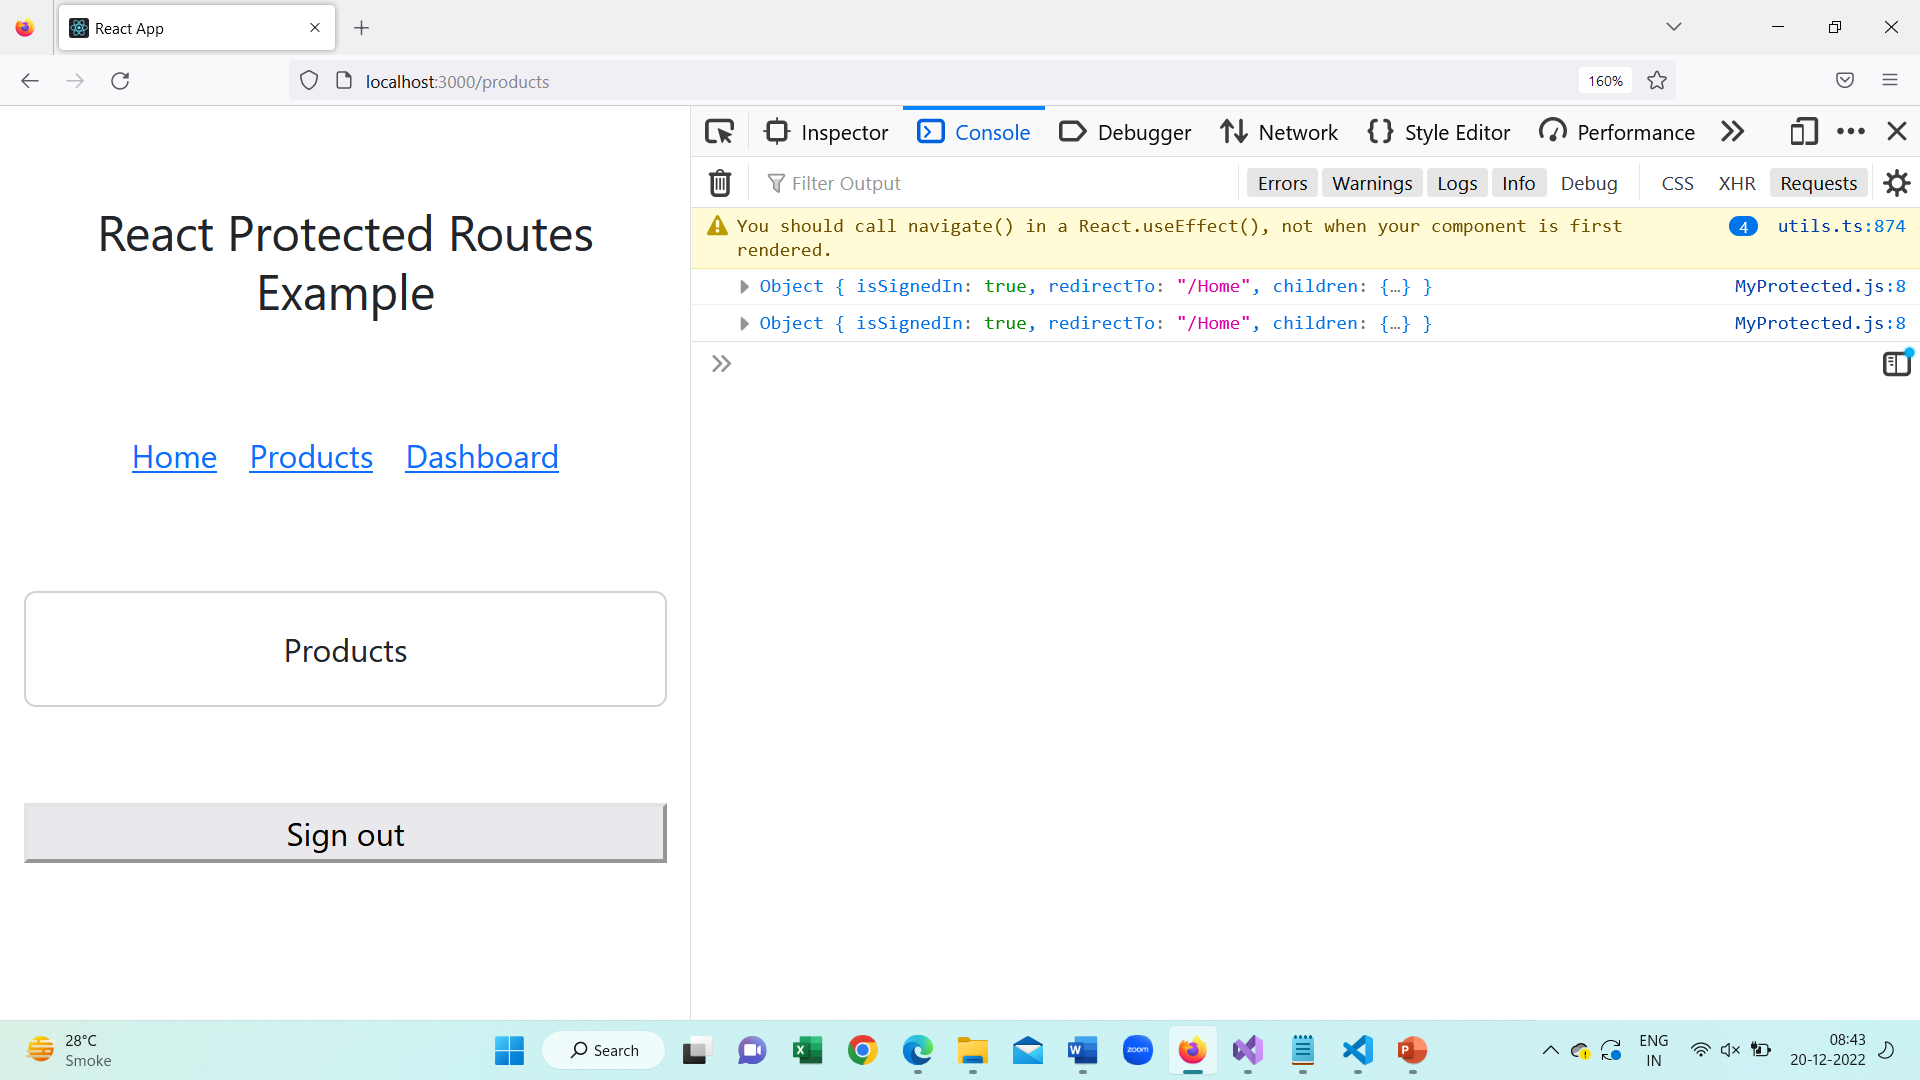 React App
localhost:3000/products
160%
Inspector
Console
Debugger
Network
Style Editor
Performance
Filter Output
Errors
Warnings
Logs
Info
Debug
CSS
XHR
Requests
You should call navigate() in a React.useEffect(), not when your component is first
rendered.
4
utils.ts:874
Object { isSignedIn: true, redirectTo: "/Home", children: {…} }
MyProtected.js:8
Object { isSignedIn: true, redirectTo: "/Home", children: {…} }
MyProtected.js:8
React Protected Routes
Example
Home
Products
Dashboard
Products
Sign out
28°C
Smoke
Search
zoom
ENG
IN
08:43
20-12-2022